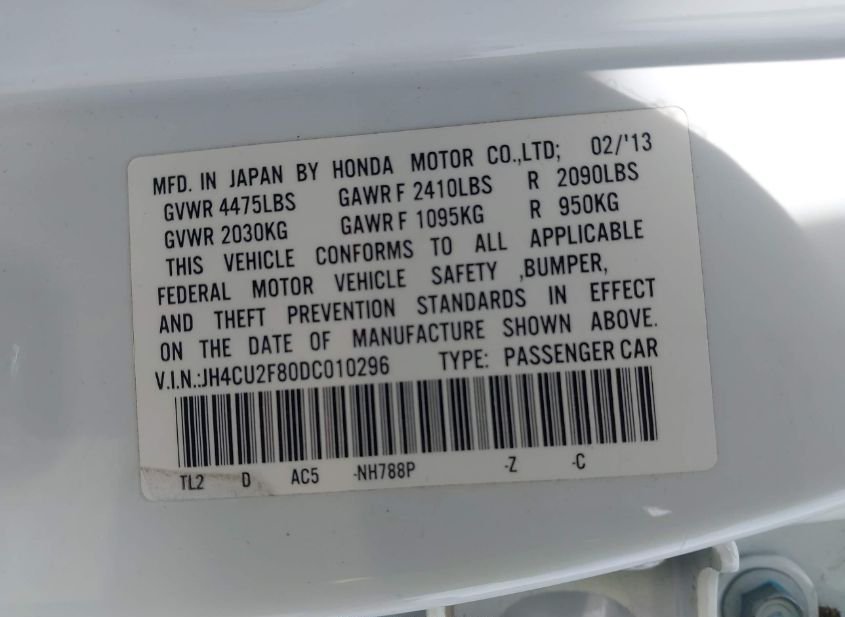 MFD. IN JAPAN BY HONDA MOTOR CO.,LTD; 02/'13
GVWR 4475LBS GAWR F 2410LBS R 2090LBS
GVWR 2030KG GAWR F 1095KG R 950KG
THIS VEHICLE CONFORMS TO ALL APPLICABLE
FEDERAL MOTOR VEHICLE SAFETY ,BUMPER,
AND THEFT PREVENTION STANDARDS IN EFFECT
ON THE DATE OF MANUFACTURE SHOWN ABOVE.
V.I.N.:JH4CU2F80DC010296 TYPE: PASSENGER CAR
TL2 D AC5 -NH788P -Z -C